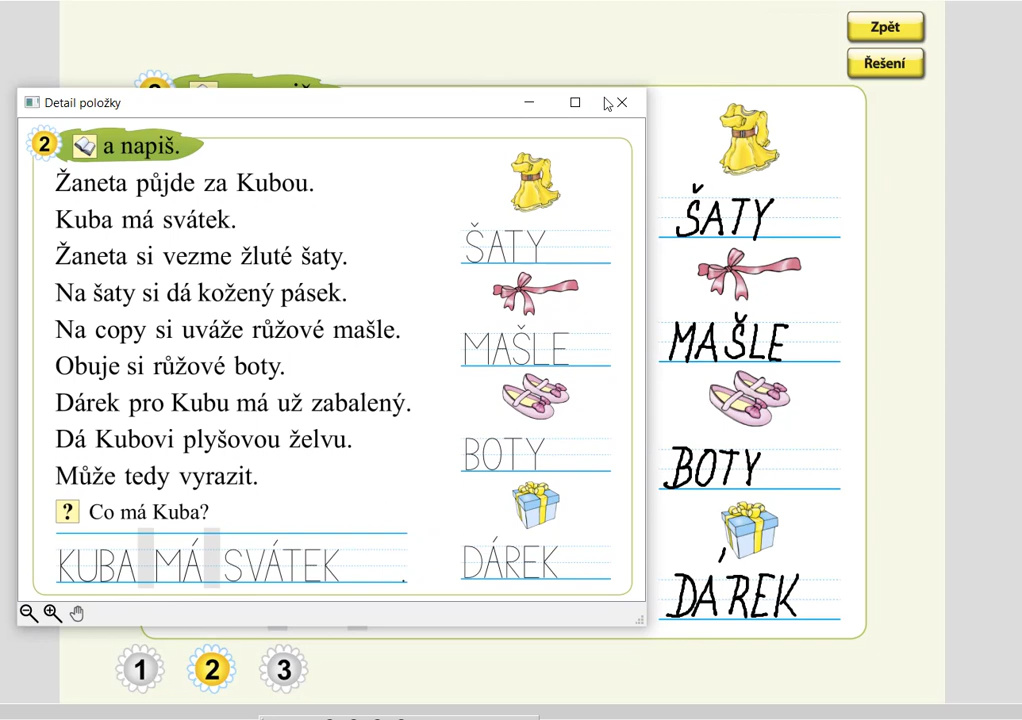 Zpět
Řešení
Detail položky
2 a napiš.
Žaneta půjde za Kubou.
Kuba má svátek.
Žaneta si vezme žluté šaty.
Na šaty si dá kožený pásek.
Na copy si uváže růžové mašle.
Obuje si růžové boty.
Dárek pro Kubu má už zabalený.
Dá Kubovi plyšovou želvu.
Může tedy vyrazit.
? Co má Kuba?
KUBA MÁ SVÁTEK .
ŠATY
MAŠLE
BOTY
DÁREK
ŠATY
MAŠLE
BOTY
DÁREK
1 2 3